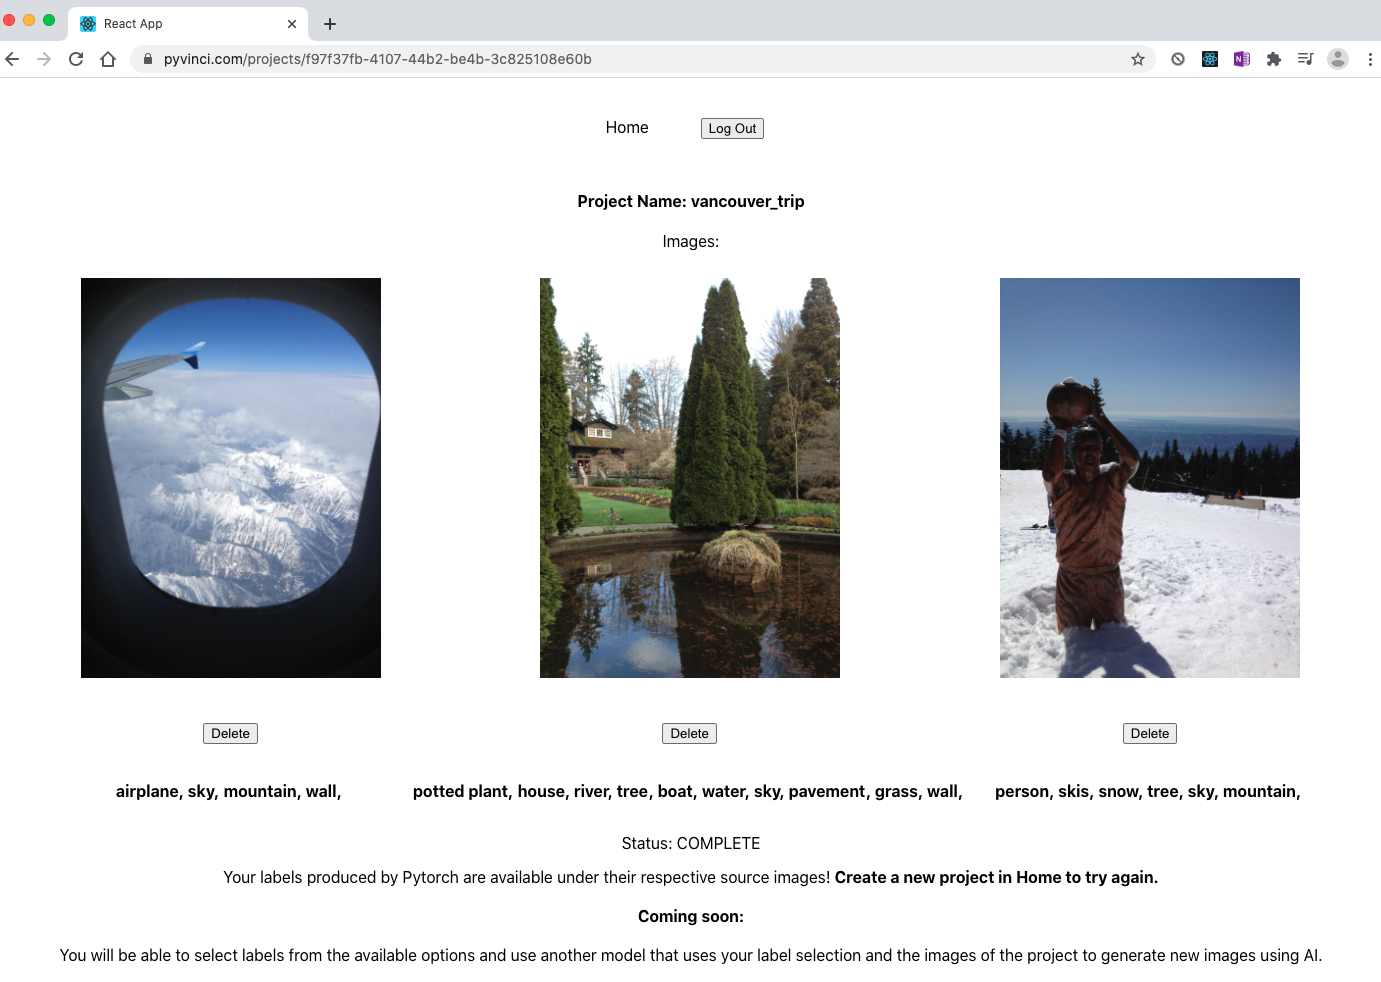 React App
pyvinci.com/projects/f97f37fb-4107-44b2-be4b-3c825108e60b
Home Log Out
Project Name: vancouver_trip
Images:
Delete Delete Delete
airplane, sky, mountain, wall, potted plant, house, river, tree, boat, water, sky, pavement, grass, wall, person, skis, snow, tree, sky, mountain,
Status: COMPLETE
Your labels produced by Pytorch are available under their respective source images! Create a new project in Home to try again.
Coming soon:
You will be able to select labels from the available options and use another model that uses your label selection and the images of the project to generate new images using AI.